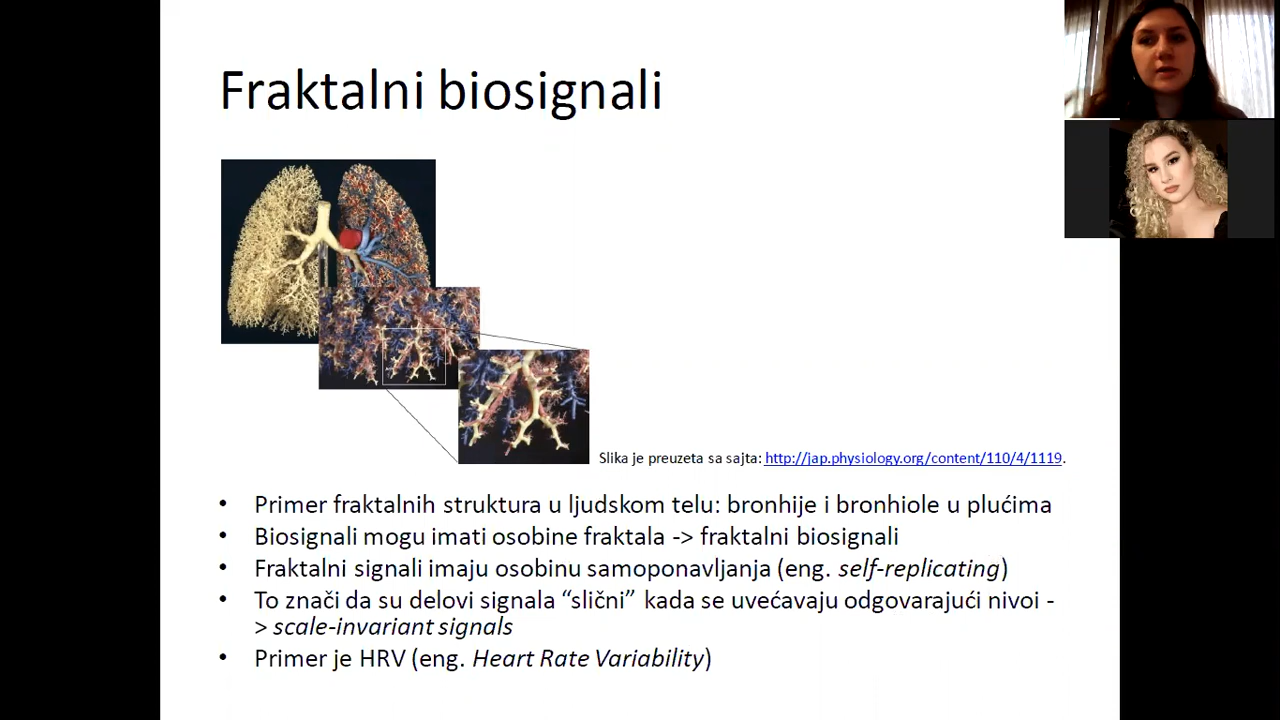 Fraktalni biosignali
Slika je preuzeta sa sajta: http://jap.physiology.org/content/110/4/1119.
• Primer fraktalnih struktura u ljudskom telu: bronhije i bronhiole u plućima
• Biosignali mogu imati osobine fraktala -> fraktalni biosignali
• Fraktalni signali imaju osobinu samoponavljanja (eng. self-replicating)
• To znači da su delovi signala “slični” kada se uvećavaju odgovarajući nivoi -
> scale-invariant signals
• Primer je HRV (eng. Heart Rate Variability)